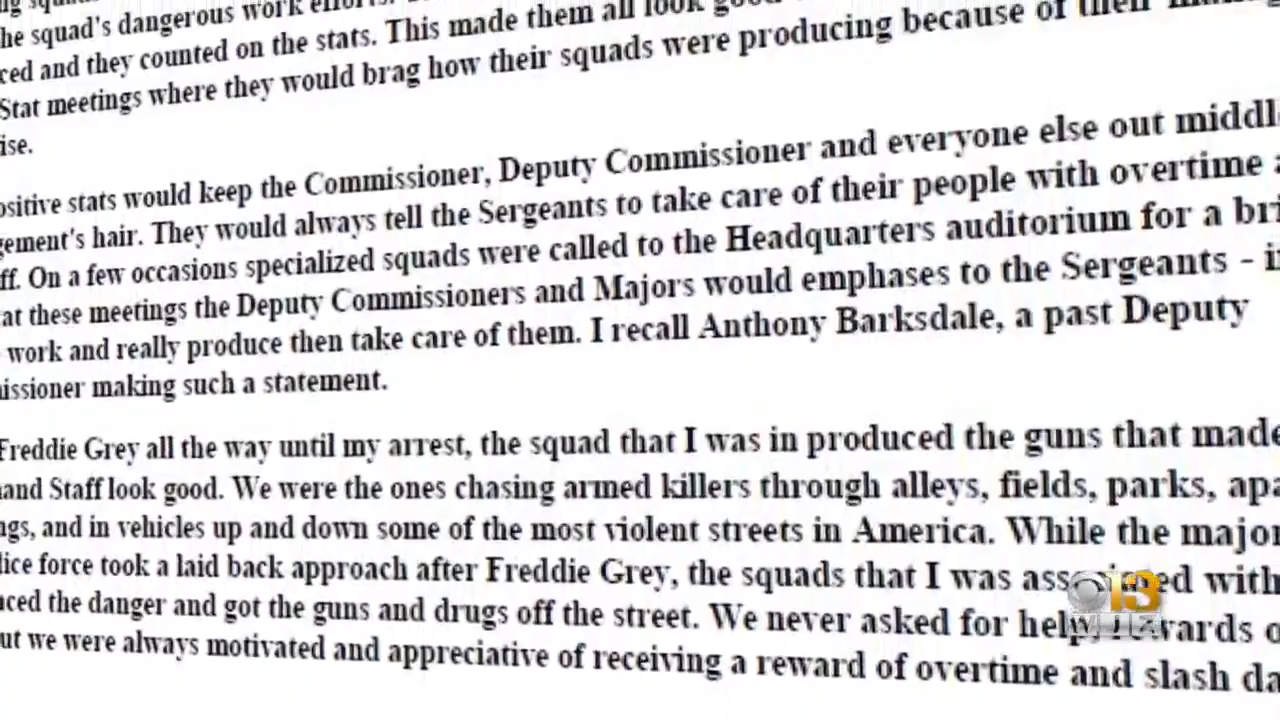 he squad's dangerous work
ced and they counted on the stats. This made them all look
Stat meetings where they would brag how their squads were producing because of their
ise.
ositive stats would keep the Commissioner, Deputy Commissioner and everyone else out middl
gement's hair. They would always tell the Sergeants to take care of their people with overtime a
ff. On a few occasions specialized squads were called to the Headquarters auditorium for a bri
at these meetings the Deputy Commissioners and Majors would emphases to the Sergeants - i
work and really produce then take care of them. I recall Anthony Barksdale, a past Deputy
issioner making such a statement.
Freddie Grey all the way until my arrest, the squad that I was in produced the guns that made
and Staff look good. We were the ones chasing armed killers through alleys, fields, parks, apa
ngs, and in vehicles up and down some of the most violent streets in America. While the major
lice force took a laid back approach after Freddie Grey, the squads that I was with
aced the danger and got the guns and drugs off the street. We never asked for help o
ut we were always motivated and appreciative of receiving a reward of overtime and slash da
13
WJZ